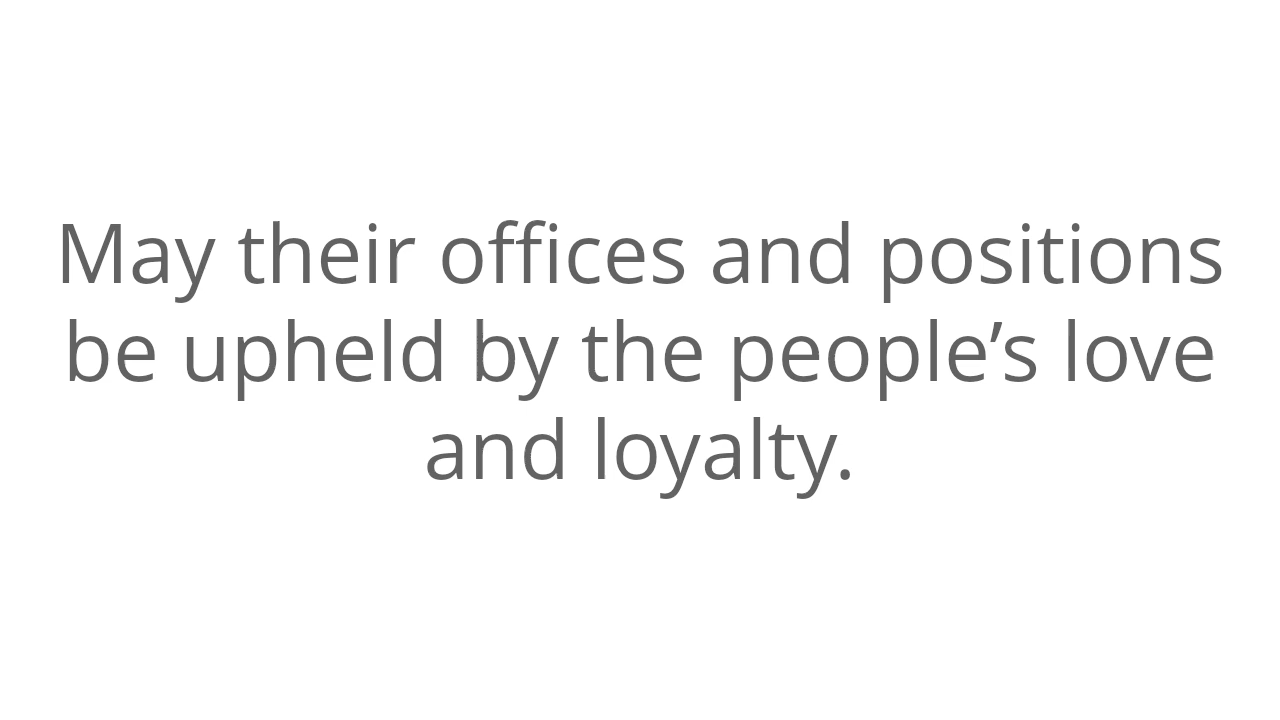 May their offices and positions
be upheld by the people’s love
and loyalty.